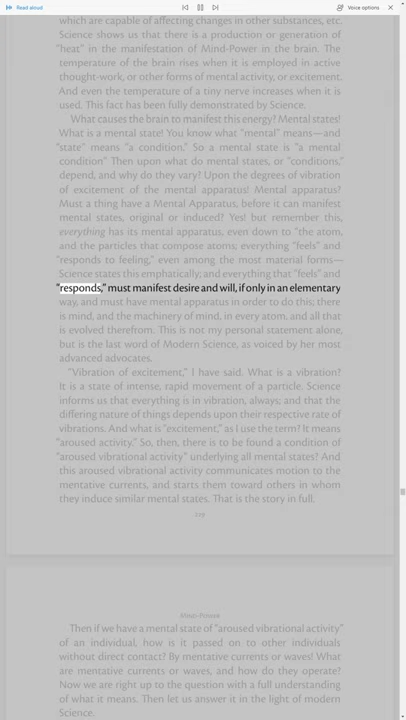 Read aloud
Voice options
which are capable of affecting changes in other substances, etc.
Science shows us that there is a production or generation of
"heat" in the manifestation of Mind-Power in the brain. The
temperature of the brain rises when it is employed in active
thought-work, or other forms of mental activity, or excitement.
And even the temperature of a tiny nerve increases when it is
used. This fact has been fully demonstrated by Science.
What causes the brain to manifest this energy? Mental states!
What is a mental state! You know what "mental" means—and
"state" means "a condition." So a mental state is "a mental
condition" Then upon what do mental states, or "conditions,"
depend, and why do they vary? Upon the degrees of vibration
of excitement of the mental apparatus! Mental apparatus?
Must a thing have a Mental Apparatus, before it can manifest
mental states, original or induced? Yes! but remember this,
everything has its mental apparatus, even down to "the atom,
and the particles that compose atoms; everything "feels" and
"responds to feeling," even among the most material forms—
Science states this emphatically; and everything that "feels" and
"responds," must manifest desire and will, if only in an elementary
way, and must have mental apparatus in order to do this; there
is mind, and the machinery of mind, in every atom, and all that
is evolved therefrom. This is not my personal statement alone,
but is the last word of Modern Science, as voiced by her most
advanced advocates.
"Vibration of excitement," I have said. What is a vibration?
It is a state of intense, rapid movement of a particle. Science
informs us that everything is in vibration, always; and that the
differing nature of things depends upon their respective rate of
vibrations. And what is "excitement," as I use the term? It means
"aroused activity." So, then, there is to be found a condition of
"aroused vibrational activity" underlying all mental states? And
this aroused vibrational activity communicates motion to the
mentative currents, and starts them toward others in whom
they induce similar mental states. That is the story in full.
Mind-Power
Then if we have a mental state of "aroused vibrational activity"
of an individual, how is it passed on to other individuals
without direct contact? By mentative currents or waves! What
are mentative currents or waves, and how do they operate?
Now we are right up to the question with a full understanding
of what it means. Then let us answer it in the light of modern
Science.